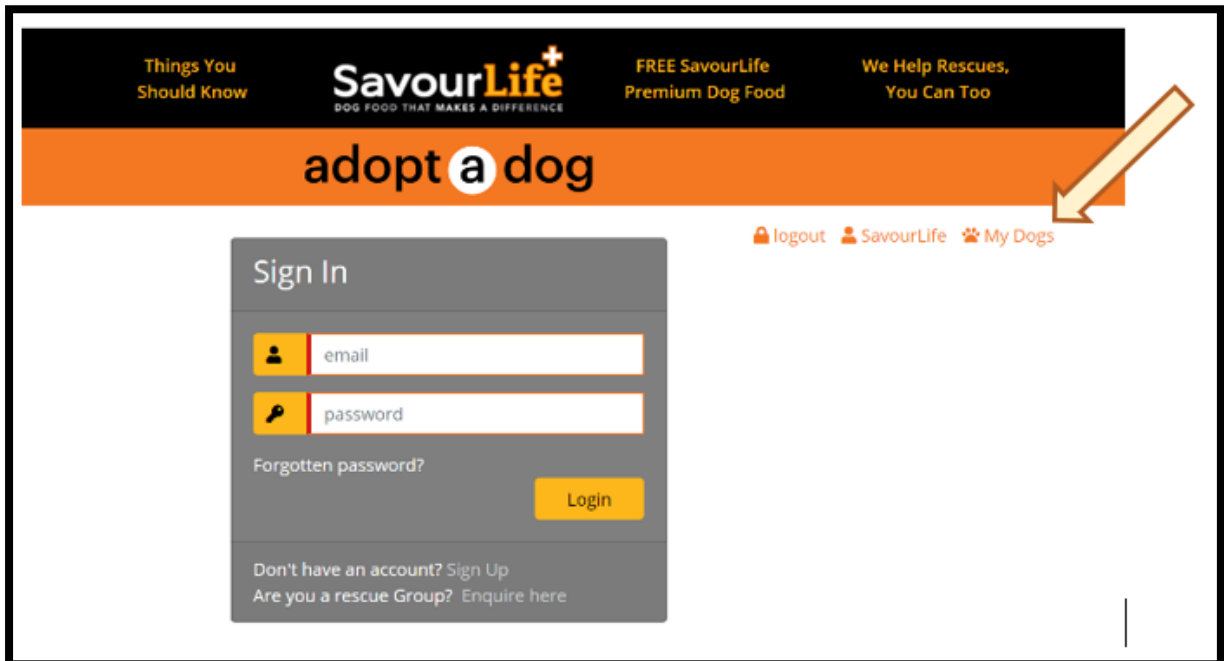 Things You
Should Know
SavourLife
DOG FOOD THAT MAKES A DIFFERENCE
FREE SavourLife
Premium Dog Food
We Help Rescues,
You Can Too
adopt a dog
logout SavourLife My Dogs
Sign In
email
password
Forgotten password?
Login
Don't have an account? Sign Up
Are you a rescue Group? Enquire here